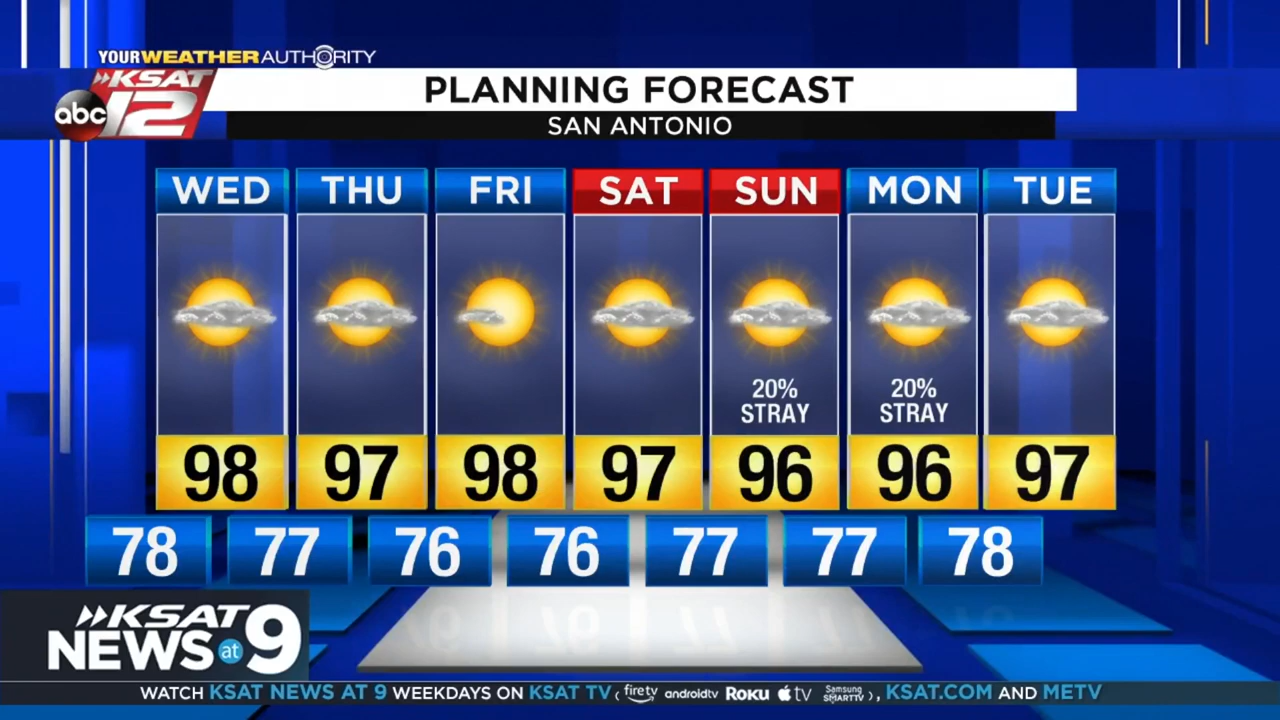 YOUR WEATHER AUTHORITY
KSAT
abc 12
PLANNING FORECAST
SAN ANTONIO
WED THU FRI SAT SUN MON TUE
20% 20%
STRAY STRAY
98 97 98 97 96 96 97
78 77 76 76 77 77 78
KSAT
NEWS at 9
WATCH KSAT NEWS AT 9 WEEKDAYS ON KSAT TV ( firetv androidtv Roku tv Samsung SMARTTV ), KSAT.COM AND METV